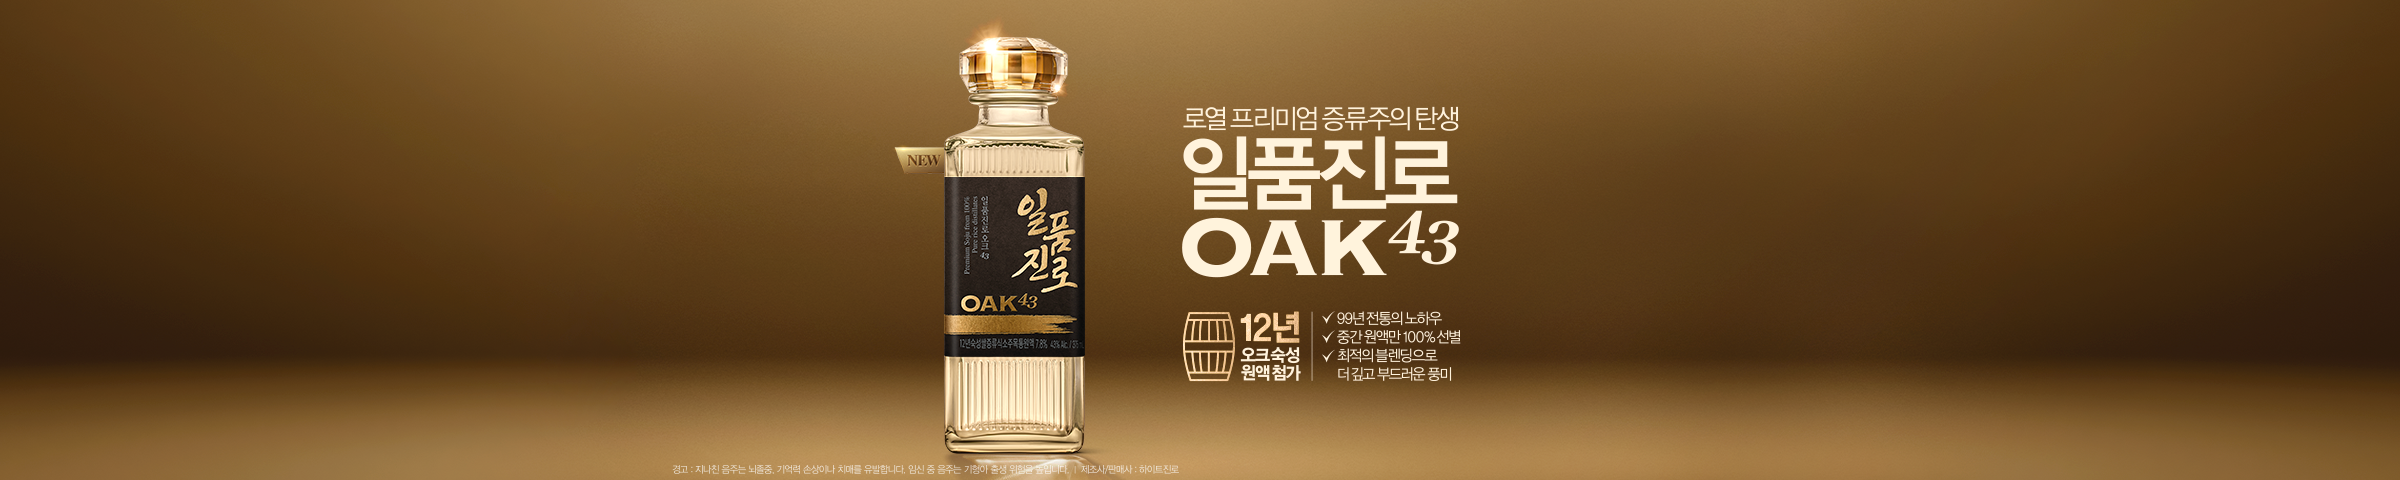 NEW
일품진로
일품진로오크43
Premium Soju from 100%
Pure rice distillates
OAK43
12년숙성쌀증류식소주목통원액 7.8% 43% Alc. /
로열 프리미엄 증류주의 탄생
일품진로
OAK43
12년
오크숙성
원액 첨가
99년 전통의 노하우
중간 원액만 100% 선별
최적의 블렌딩으로
더 깊고 부드러운 풍미
경고 : 지나친 음주는 뇌졸중, 기억력 손상이나 치매를 유발합니다. 임신 중 음주는 기형아 출생 위험을 높입니다. | 제조사/판매사 : 하이트진로